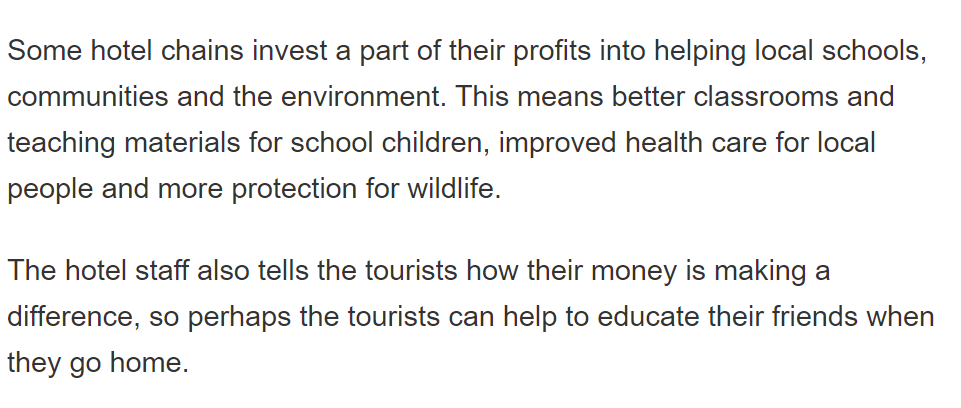 Some hotel chains invest a part of their profits into helping local schools,
communities and the environment. This means better classrooms and
teaching materials for school children, improved health care for local
people and more protection for wildlife.
The hotel staff also tells the tourists how their money is making a
difference, so perhaps the tourists can help to educate their friends when
they go home.